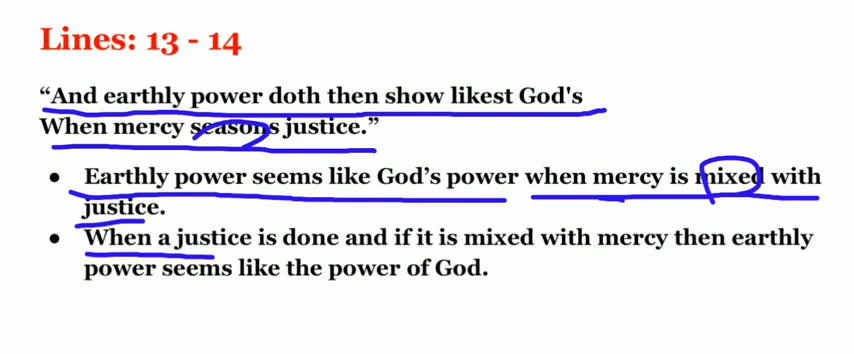 Lines: 13 - 14
“And earthly power doth then show likest God's
When mercy seasons justice.”
● Earthly power seems like God’s power when mercy is mixed with
justice.
● When a justice is done and if it is mixed with mercy then earthly
power seems like the power of God.